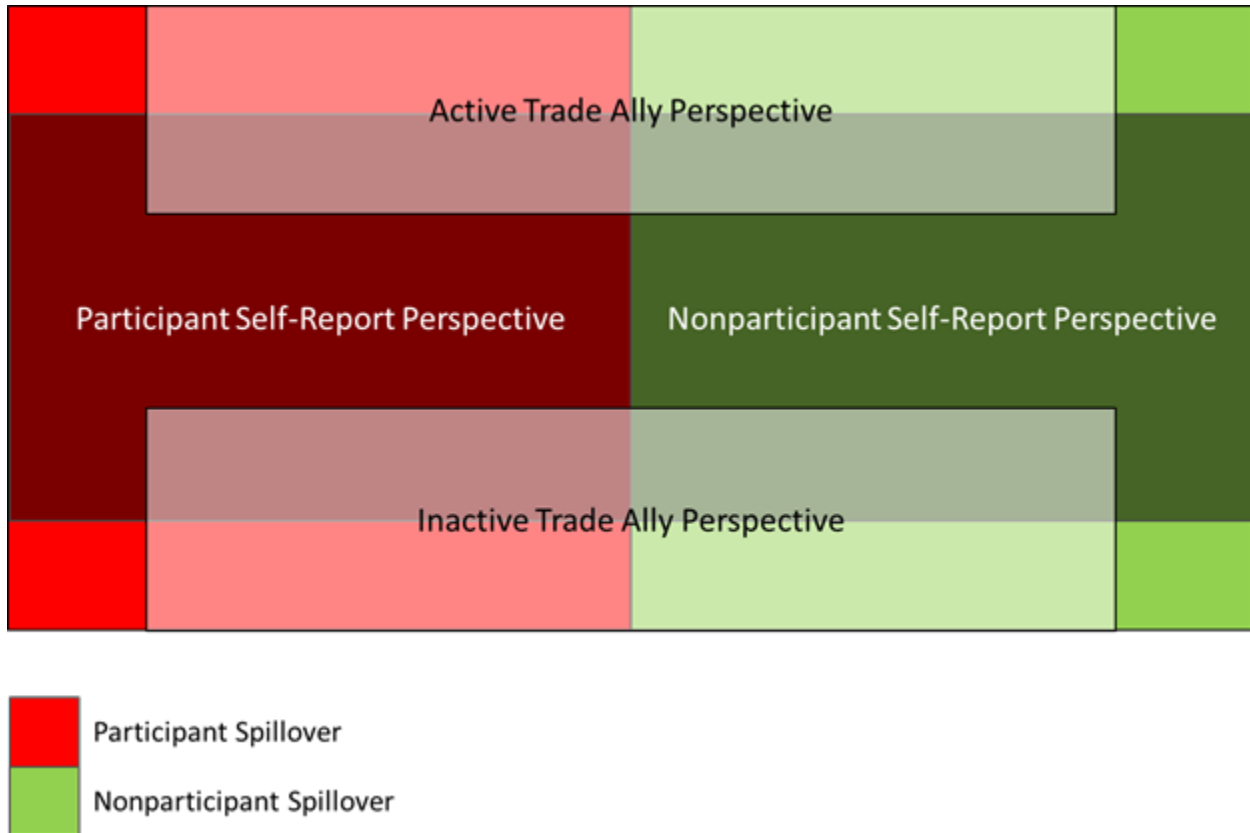 Active Trade Ally Perspective
Participant Self-Report Perspective
Nonparticipant Self-Report Perspective
Inactive Trade Ally Perspective
Participant Spillover
Nonparticipant Spillover